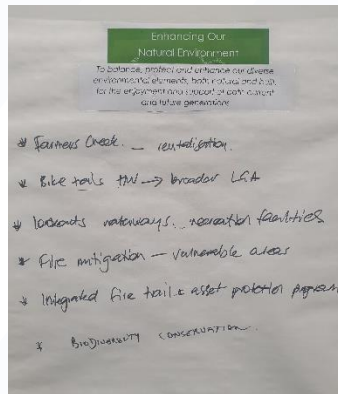 Enhancing Our
Natural Environment
To balance, protect and enhance our diverse
environmental elements, both natural and built,
for the enjoyment and support of both current
and future generations
* Farmers Creek. - revitalisation.
* Bike trails → broader LGA
* lookouts waterways.. recreation facilities
* Fire mitigation - vulnerable areas
* Integrated fire trail & asset protection program
* BIODIVERSITY CONSERVATION.